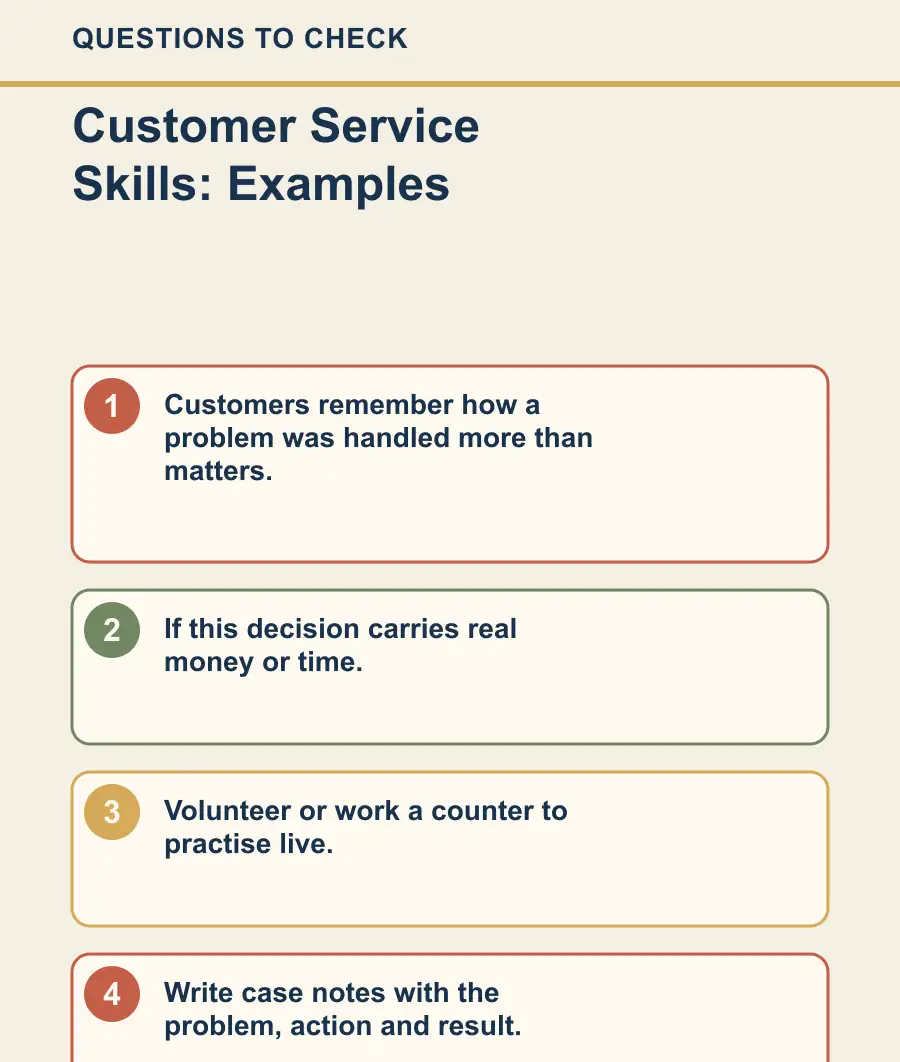 QUESTIONS TO CHECK
Customer Service
Skills: Examples
1
Customers remember how a
problem was handled more than
matters.
2
If this decision carries real
money or time.
3
Volunteer or work a counter to
practise live.
4
Write case notes with the
problem, action and result.